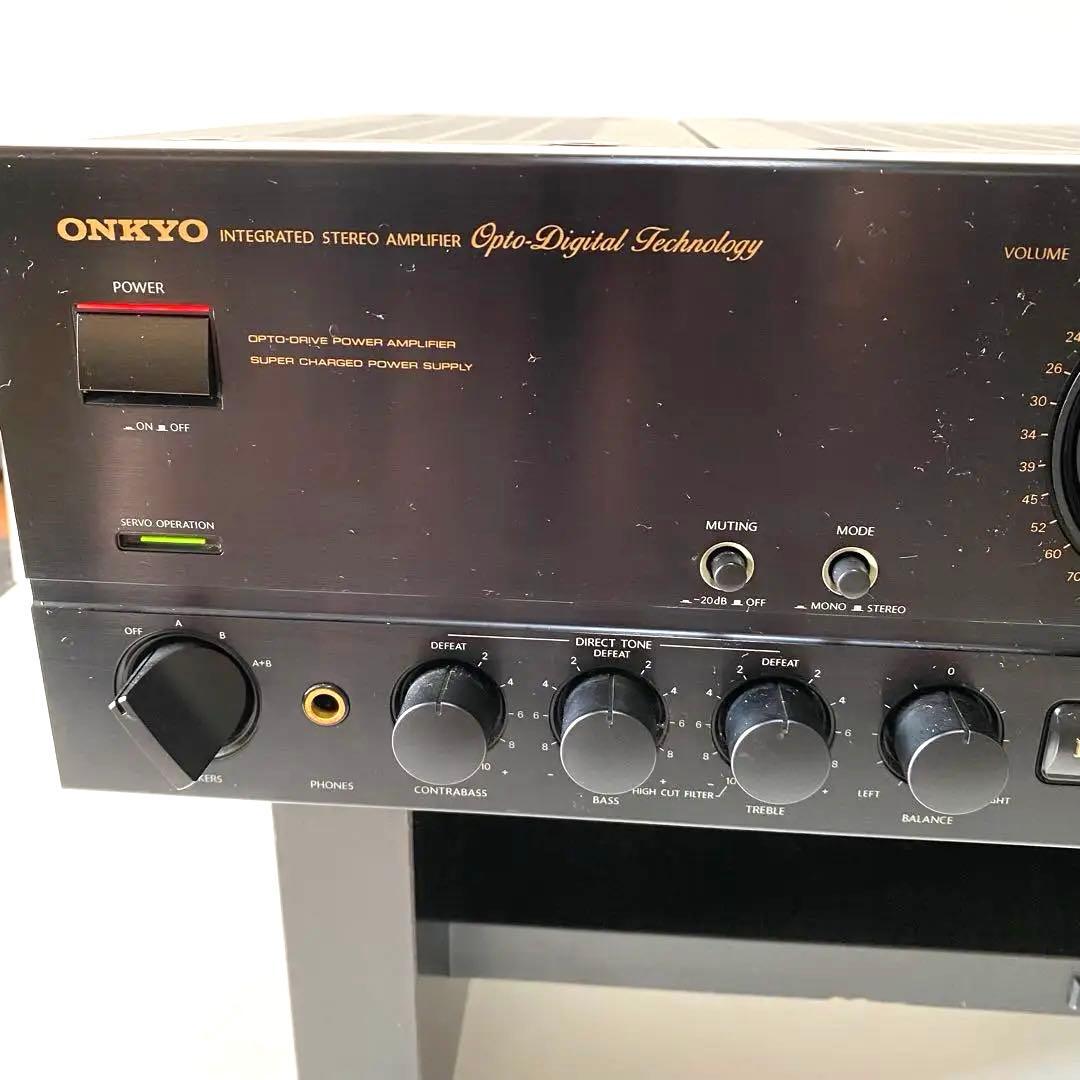 ONKYO INTEGRATED STEREO AMPLIFIER Opto-Digital Technology
VOLUME
POWER
OPTO-DRIVE POWER AMPLIFIER
SUPER CHARGED POWER SUPPLY
ON OFF
24
26
30
34
39
45
52
60
70
SERVO OPERATION
MUTING
-20dB OFF
MODE
MONO STEREO
OFF A B A+B
PHONES
DIRECT TONE
DEFEAT
2
4
6
8
10
+
CONTRABASS
DEFEAT
2 2
4 4
6 6
8 8
- +
BASS
HIGH CUT FILTER
DEFEAT
2 2
4 4
6 6
8
10
- +
TREBLE
0
LEFT
BALANCE